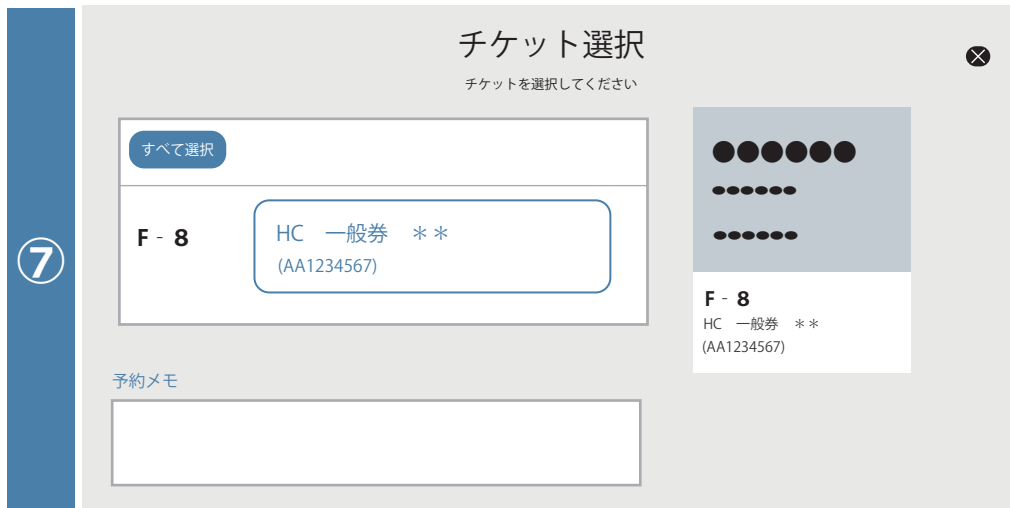 ⑦
チケット選択
チケットを選択してください
すべて選択
F - 8
HC　一般券　＊＊
(AA1234567)
予約メモ
●●●●●●
●●●●●●
●●●●●●
F - 8
HC　一般券　＊＊
(AA1234567)